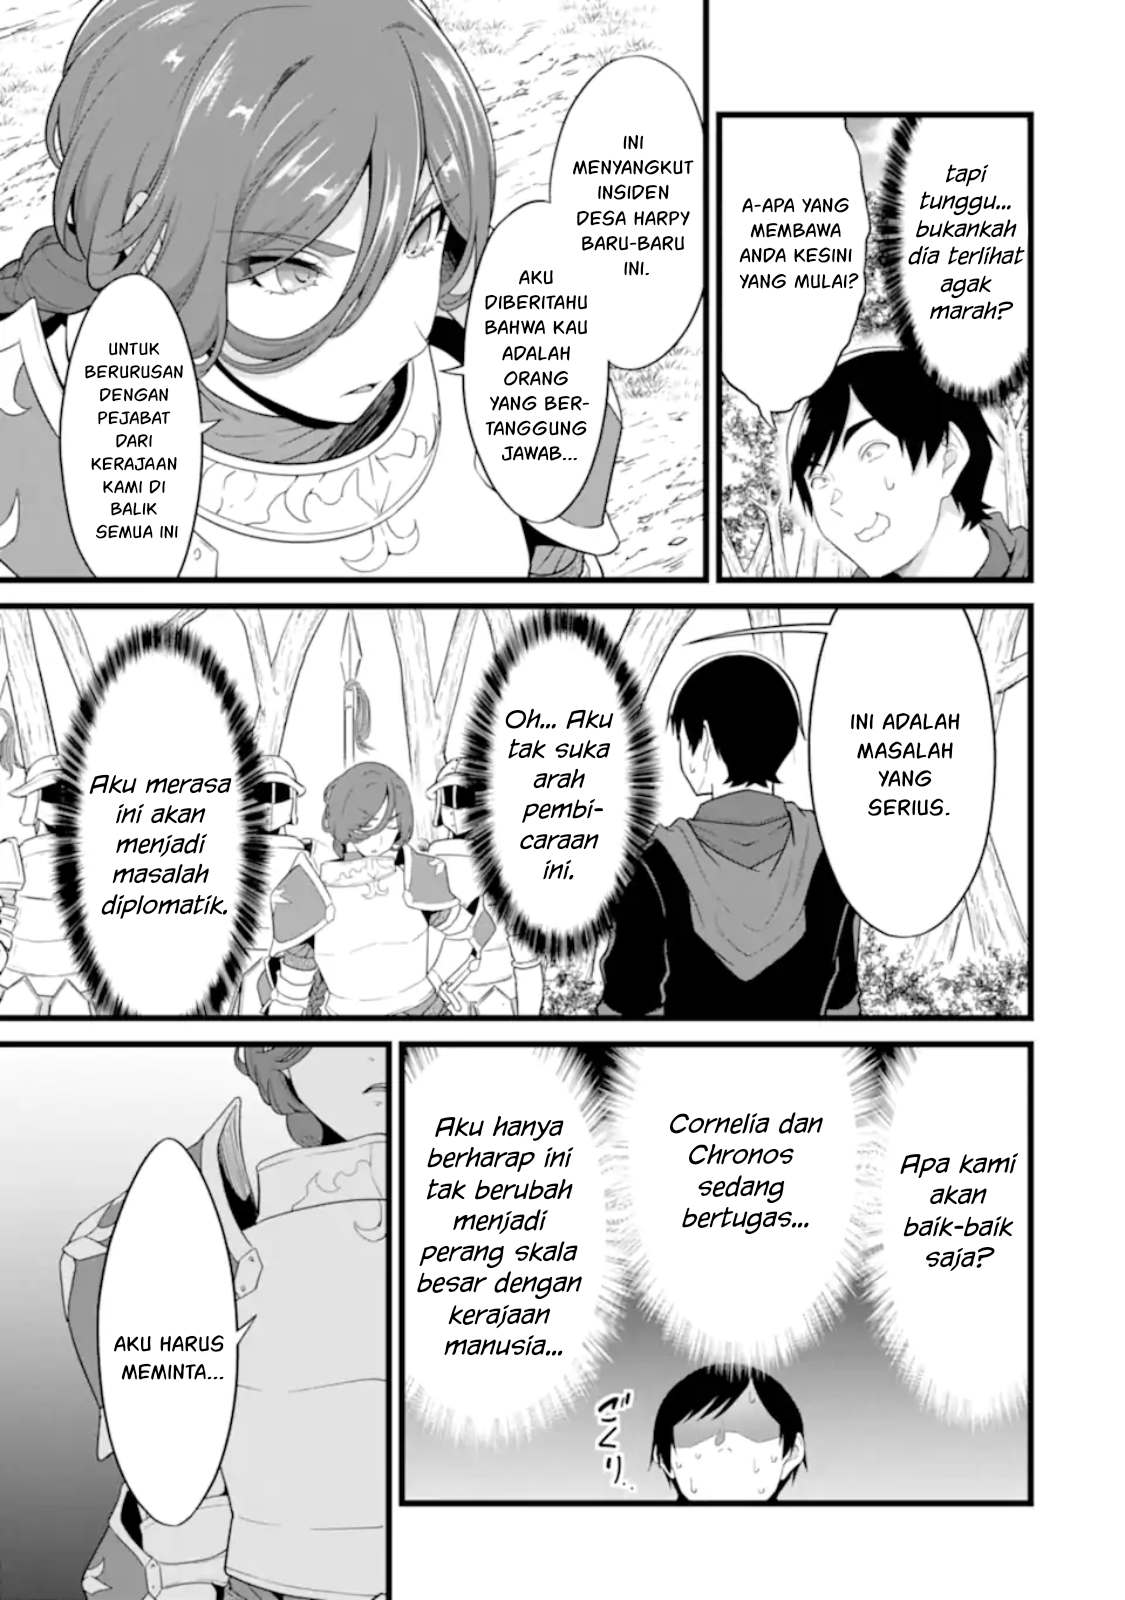 tapi
tunggu...
bukankah
dia terlihat
agak
marah?
A-APA YANG
MEMBAWA
ANDA KESINI
YANG MULAI?
INI
MENYANGKUT
INSIDEN
DESA HARPY
BARU-BARU
INI.
AKU
DIBERITAHU
BAHWA KAU
ADALAH
ORANG
YANG BER-
TANGGUNG
JAWAB...
UNTUK
BERURUSAN
DENGAN
PEJABAT
DARI
KERAJAAN
KAMI DI
BALIK
SEMUA INI
INI ADALAH
MASALAH
YANG
SERIUS.
Oh... Aku
tak suka
arah
pembi-
caraan
ini.
Aku merasa
ini akan
menjadi
masalah
diplomatik.
Apa kami
akan
baik-baik
saja?
Cornelia dan
Chronos
sedang
bertugas...
Aku hanya
berharap ini
tak berubah
menjadi
perang skala
besar dengan
kerajaan
manusia...
ごくり..
AKU HARUS
MEMINTA...